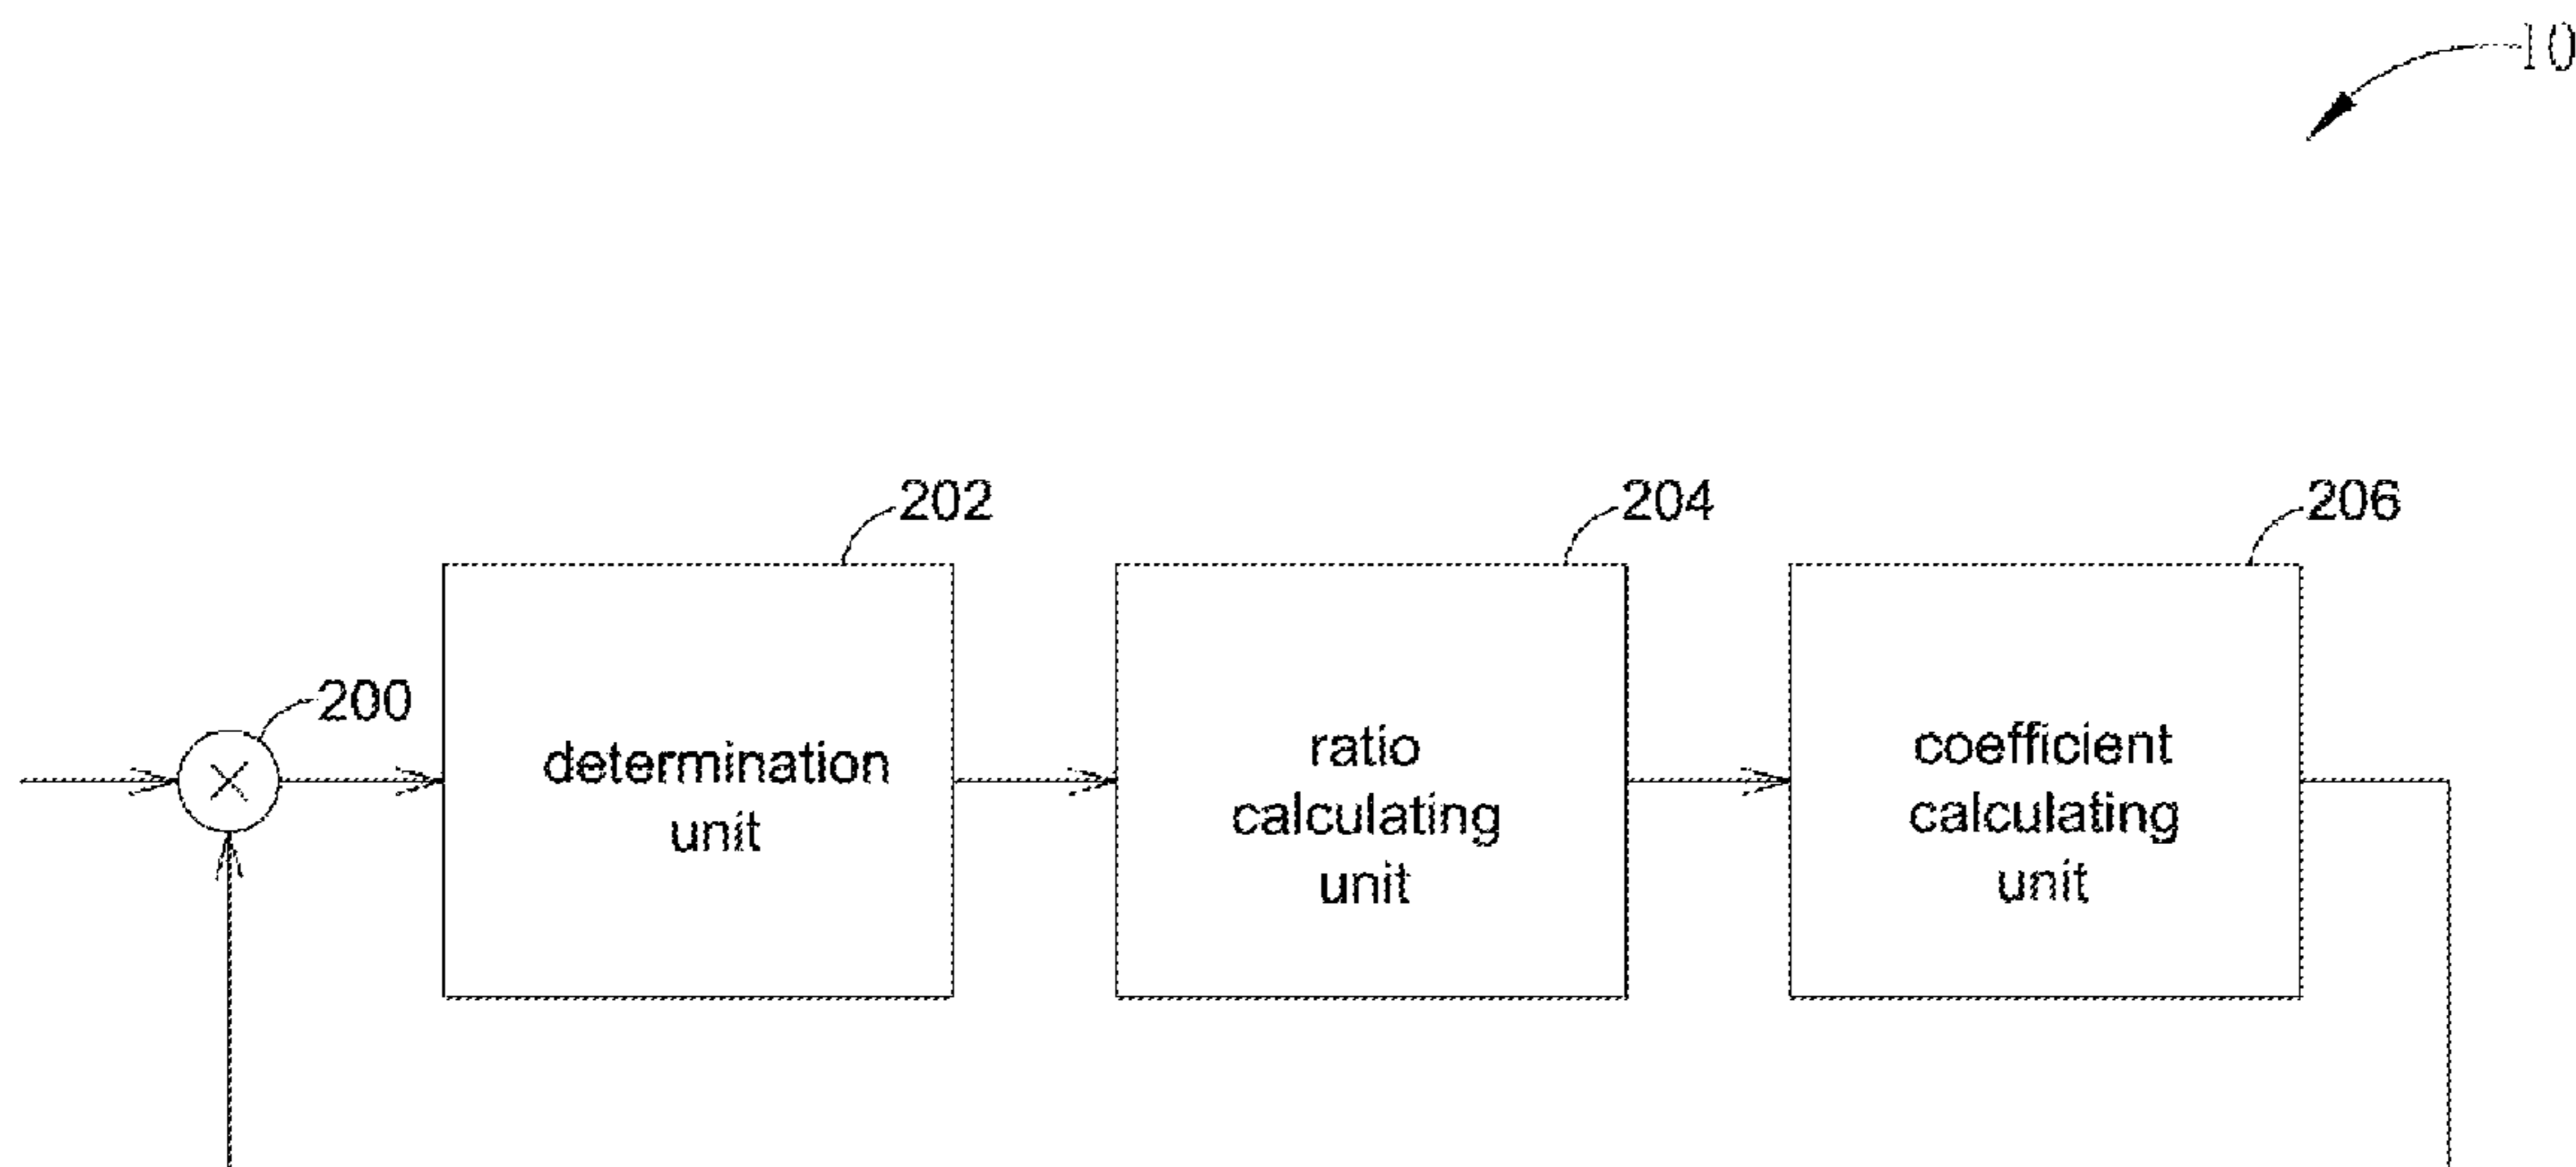 10
202
204
206
200
determination
unit
ratio
calculating
unit
coefficient
calculating
unit